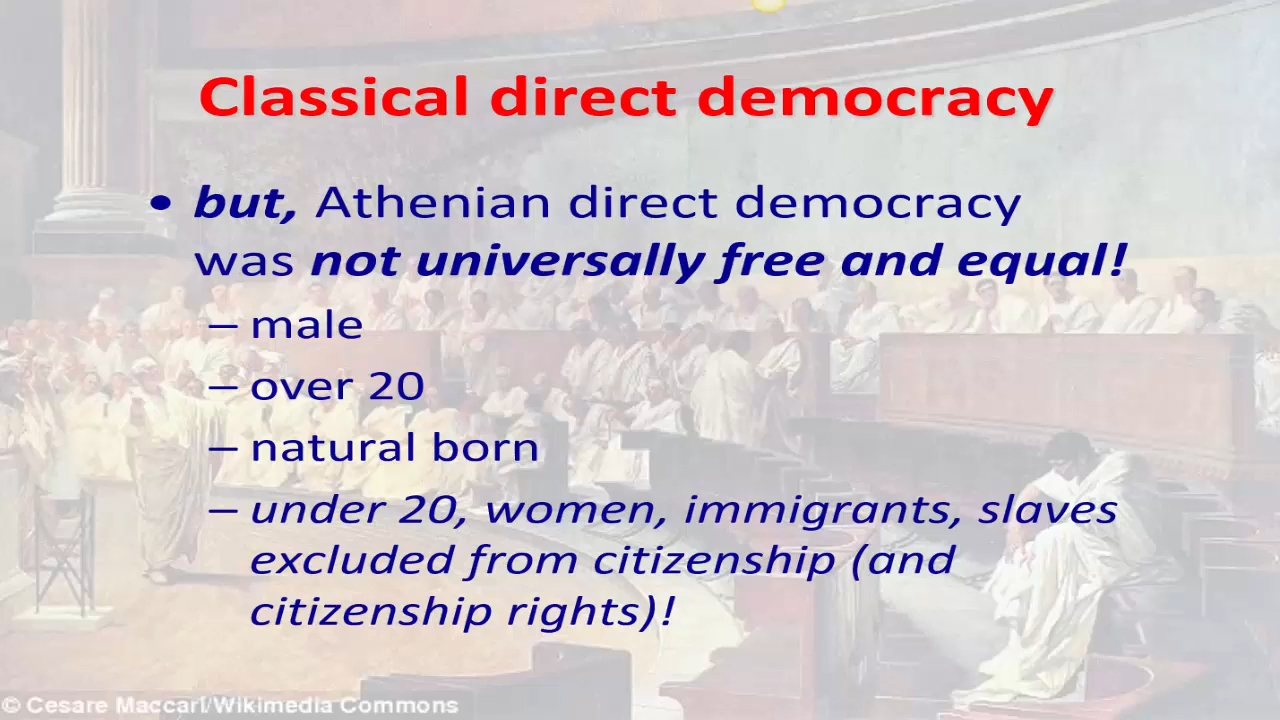 Classical direct democracy
• but, Athenian direct democracy
was not universally free and equal!
– male
– over 20
– natural born
– under 20, women, immigrants, slaves
excluded from citizenship (and
citizenship rights)!
© Cesare Maccari/Wikimedia Commons